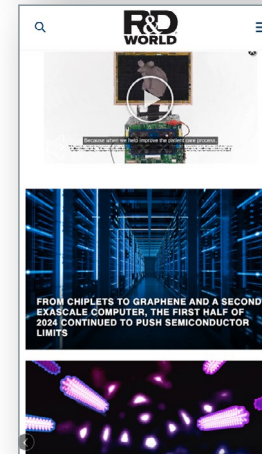 R&D
WORLD
Because when we help improve the patient care process,
FROM CHIPLETS TO GRAPHENE AND A SECOND
EXASCALE COMPUTER, THE FIRST HALF OF
2024 CONTINUED TO PUSH SEMICONDUCTOR
LIMITS